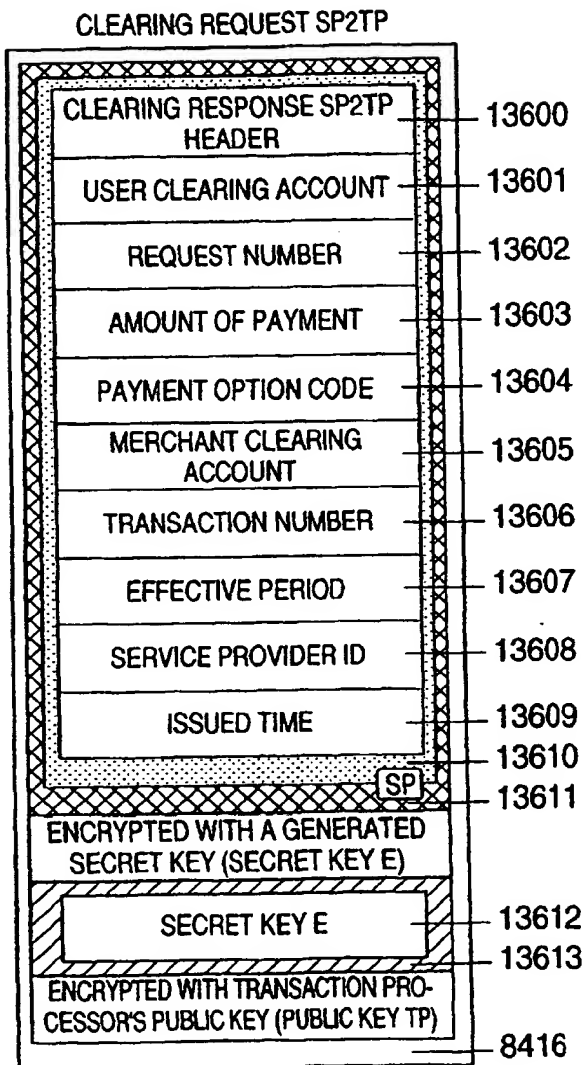 CLEARING REQUEST SP2TP
CLEARING RESPONSE SP2TP
HEADER
13600
USER CLEARING ACCOUNT
13601
REQUEST NUMBER
13602
AMOUNT OF PAYMENT
13603
PAYMENT OPTION CODE
13604
MERCHANT CLEARING
ACCOUNT
13605
TRANSACTION NUMBER
13606
EFFECTIVE PERIOD
13607
SERVICE PROVIDER ID
13608
ISSUED TIME
13609
13610
SP
13611
ENCRYPTED WITH A GENERATED
SECRET KEY (SECRET KEY E)
SECRET KEY E
13612
13613
ENCRYPTED WITH TRANSACTION PRO-
CESSOR'S PUBLIC KEY (PUBLIC KEY TP)
8416